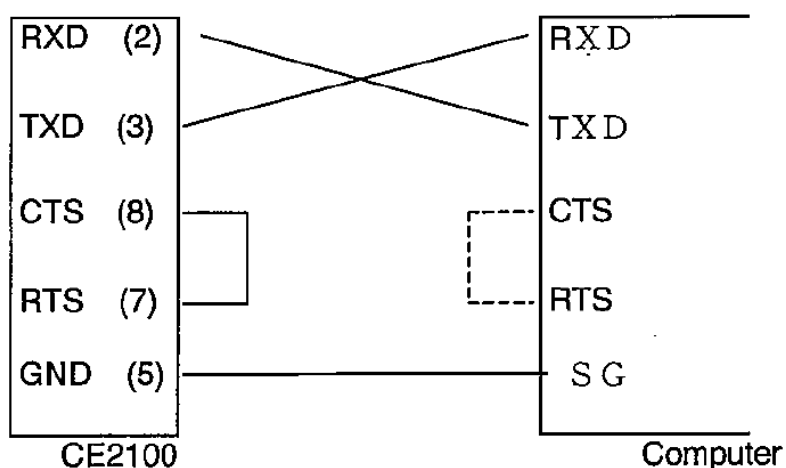 RXD (2) RXD
TXD (3) TXD
CTS (8) CTS
RTS (7) RTS
GND (5) SG
CE2100 Computer